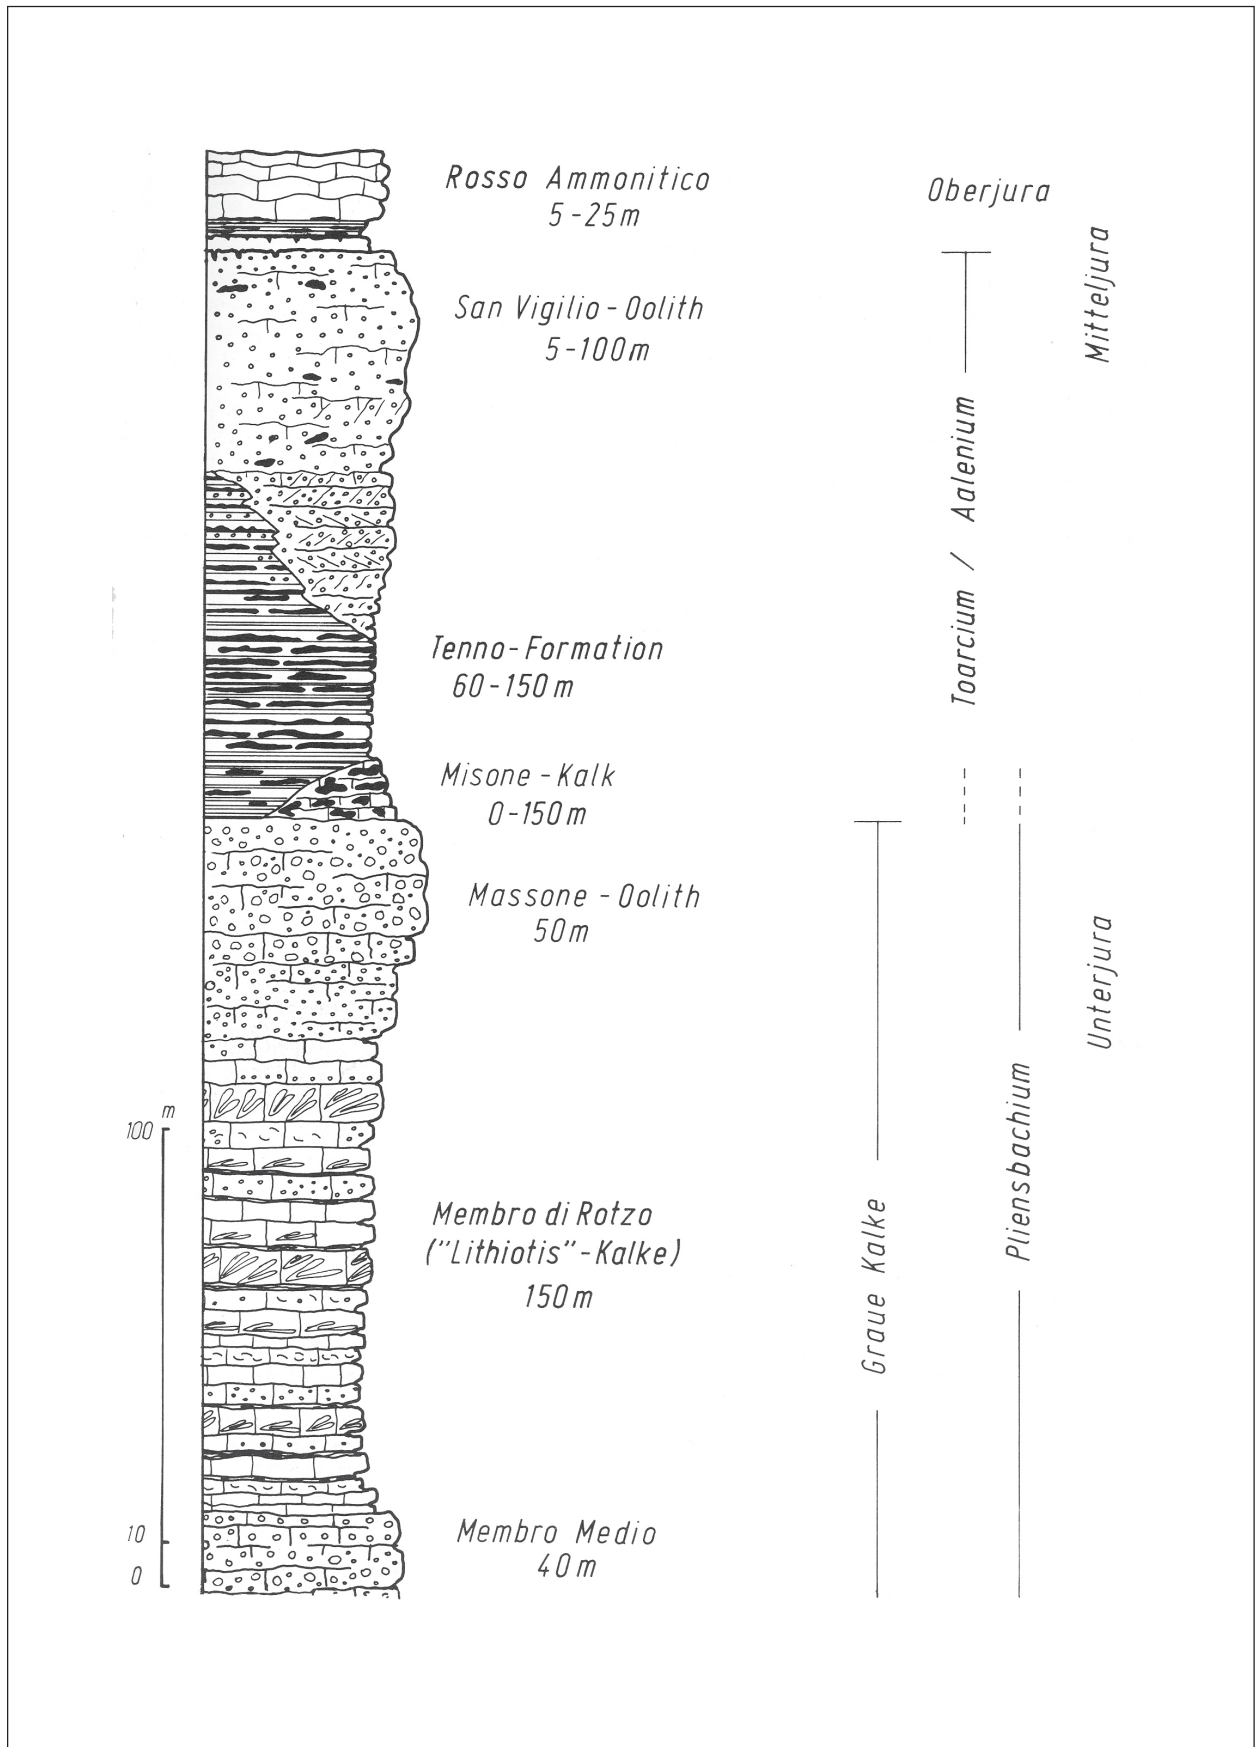 Rosso Ammonitico
5-25m
Oberjura
Mitteljura
San Vigilio-Oolith
5-100m
Toarcium / Aalenium
Tenno-Formation
60-150m
Misone-Kalk
0-150m
Massone-Oolith
50m
Unterjura
m
100
Pliensbachium
Graue Kalke
Membro di Rotzo
("Lithiotis"-Kalke)
150m
10
0
Membro Medio
40m